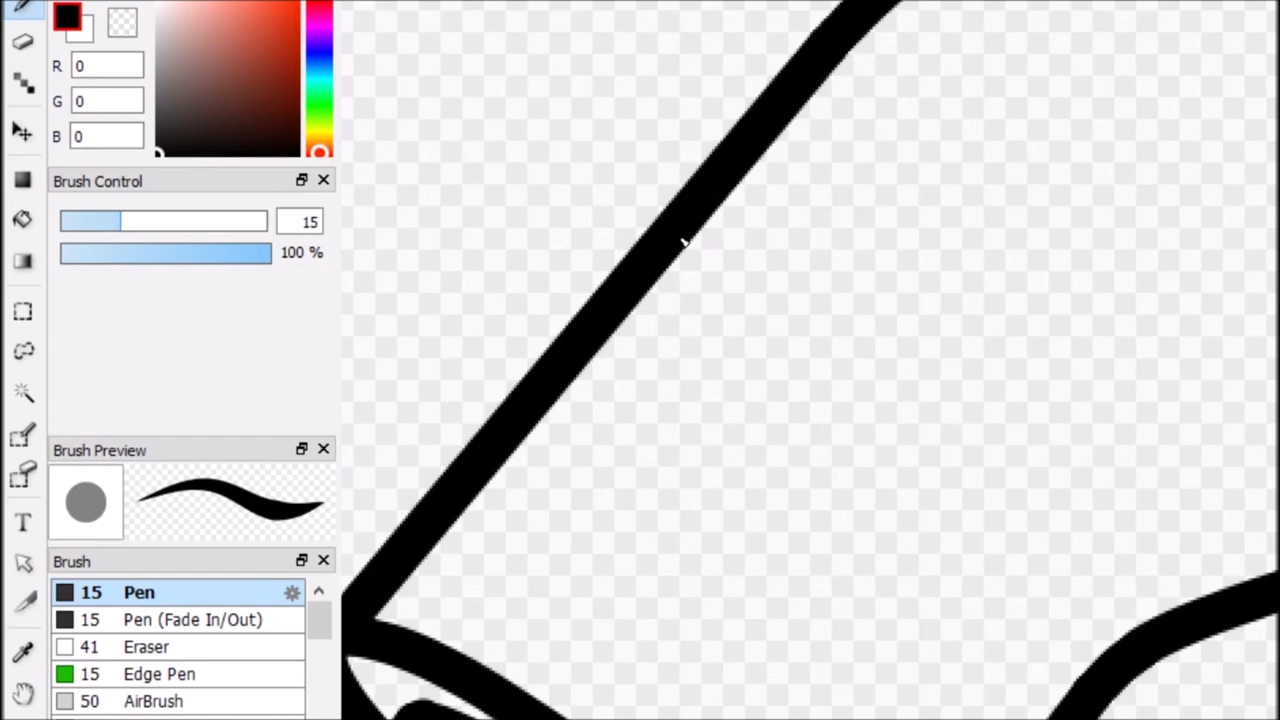 R 0
G 0
B 0
Brush Control
15
100 %
Brush Preview
Brush
15 Pen
15 Pen (Fade In/Out)
41 Eraser
15 Edge Pen
50 AirBrush
T